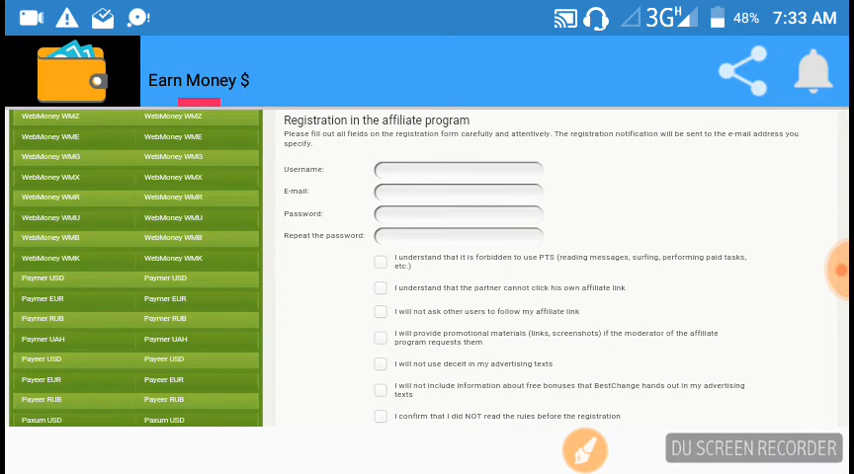 3G H 48% 7:33 AM
Earn Money $
WebMoney WMZ WebMoney WMZ
WebMoney WME WebMoney WME
WebMoney WMG WebMoney WMG
WebMoney WMX WebMoney WMX
WebMoney WMR WebMoney WMR
WebMoney WMU WebMoney WMU
WebMoney WMB WebMoney WMB
WebMoney WMK WebMoney WMK
Paymer USD Paymer USD
Paymer EUR Paymer EUR
Paymer RUB Paymer RUB
Paymer UAH Paymer UAH
Payeer USD Payeer USD
Payeer EUR Payeer EUR
Payeer RUB Payeer RUB
Paxum USD Paxum USD
Registration in the affiliate program
Please fill out all fields on the registration form carefully and attentively. The registration notification will be sent to the e-mail address you
specify.
Username:
E-mail:
Password:
Repeat the password:
I understand that it is forbidden to use PTS (reading messages, surfing, performing paid tasks,
etc.)
I understand that the partner cannot click his own affiliate link
I will not ask other users to follow my affiliate link
I will provide promotional materials (links, screenshots) if the moderator of the affiliate
program requests them
I will not use deceit in my advertising texts
I will not include information about free bonuses that BestChange hands out in my advertising
texts
I confirm that I did NOT read the rules before the registration
DU SCREEN RECORDER